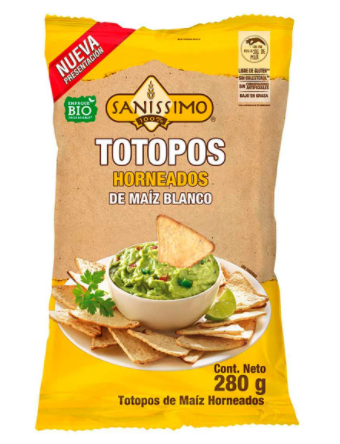 NUEVA
PRESENTACIÓN
EMPAQUE
BIO
SANÍSSIMO
100%
®
TOTOPOS
HORNEADOS
DE MAÍZ BLANCO
LIBRE DE GLUTEN
SIN COLESTEROL
SIN
ARTIFICIALES
BAJO EN GRASA
Cont. Neto
280 g
Totopos de Maíz Horneados